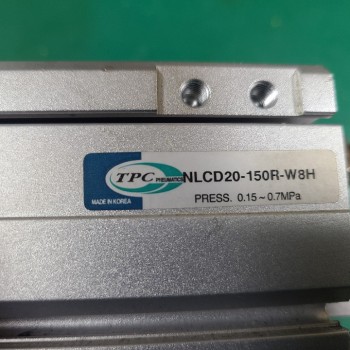 TPC PNEUMATICS NLCD20-150R-W8H
MADE IN KOREA PRESS. 0.15~0.7MPa